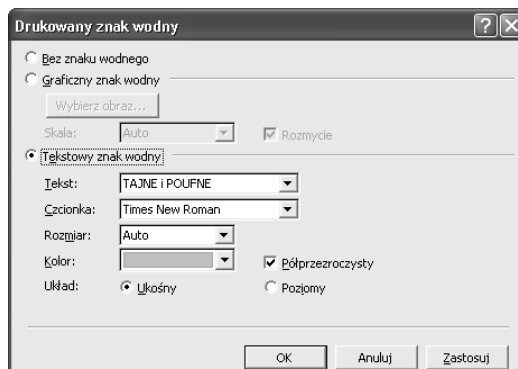 Drukowany znak wodny
Bez znaku wodnego
Graficzny znak wodny
Wybierz obraz...
Skala: Auto Rozmycie
Tekstowy znak wodny
Tekst: TAJNE i POUFNE
Czcionka: Times New Roman
Rozmiar: Auto
Kolor: Półprzezroczysty
Układ: Ukośny Poziomy
OK Anuluj Zastosuj